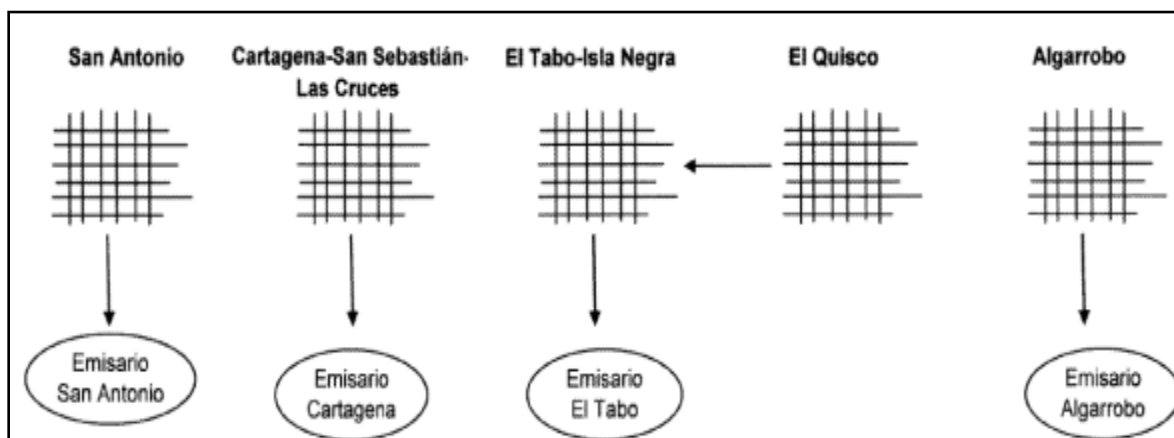 San Antonio
Cartagena-San Sebastián-
Las Cruces
El Tabo-Isla Negra
El Quisco
Algarrobo
Emisario
San Antonio
Emisario
Cartagena
Emisario
El Tabo
Emisario
Algarrobo